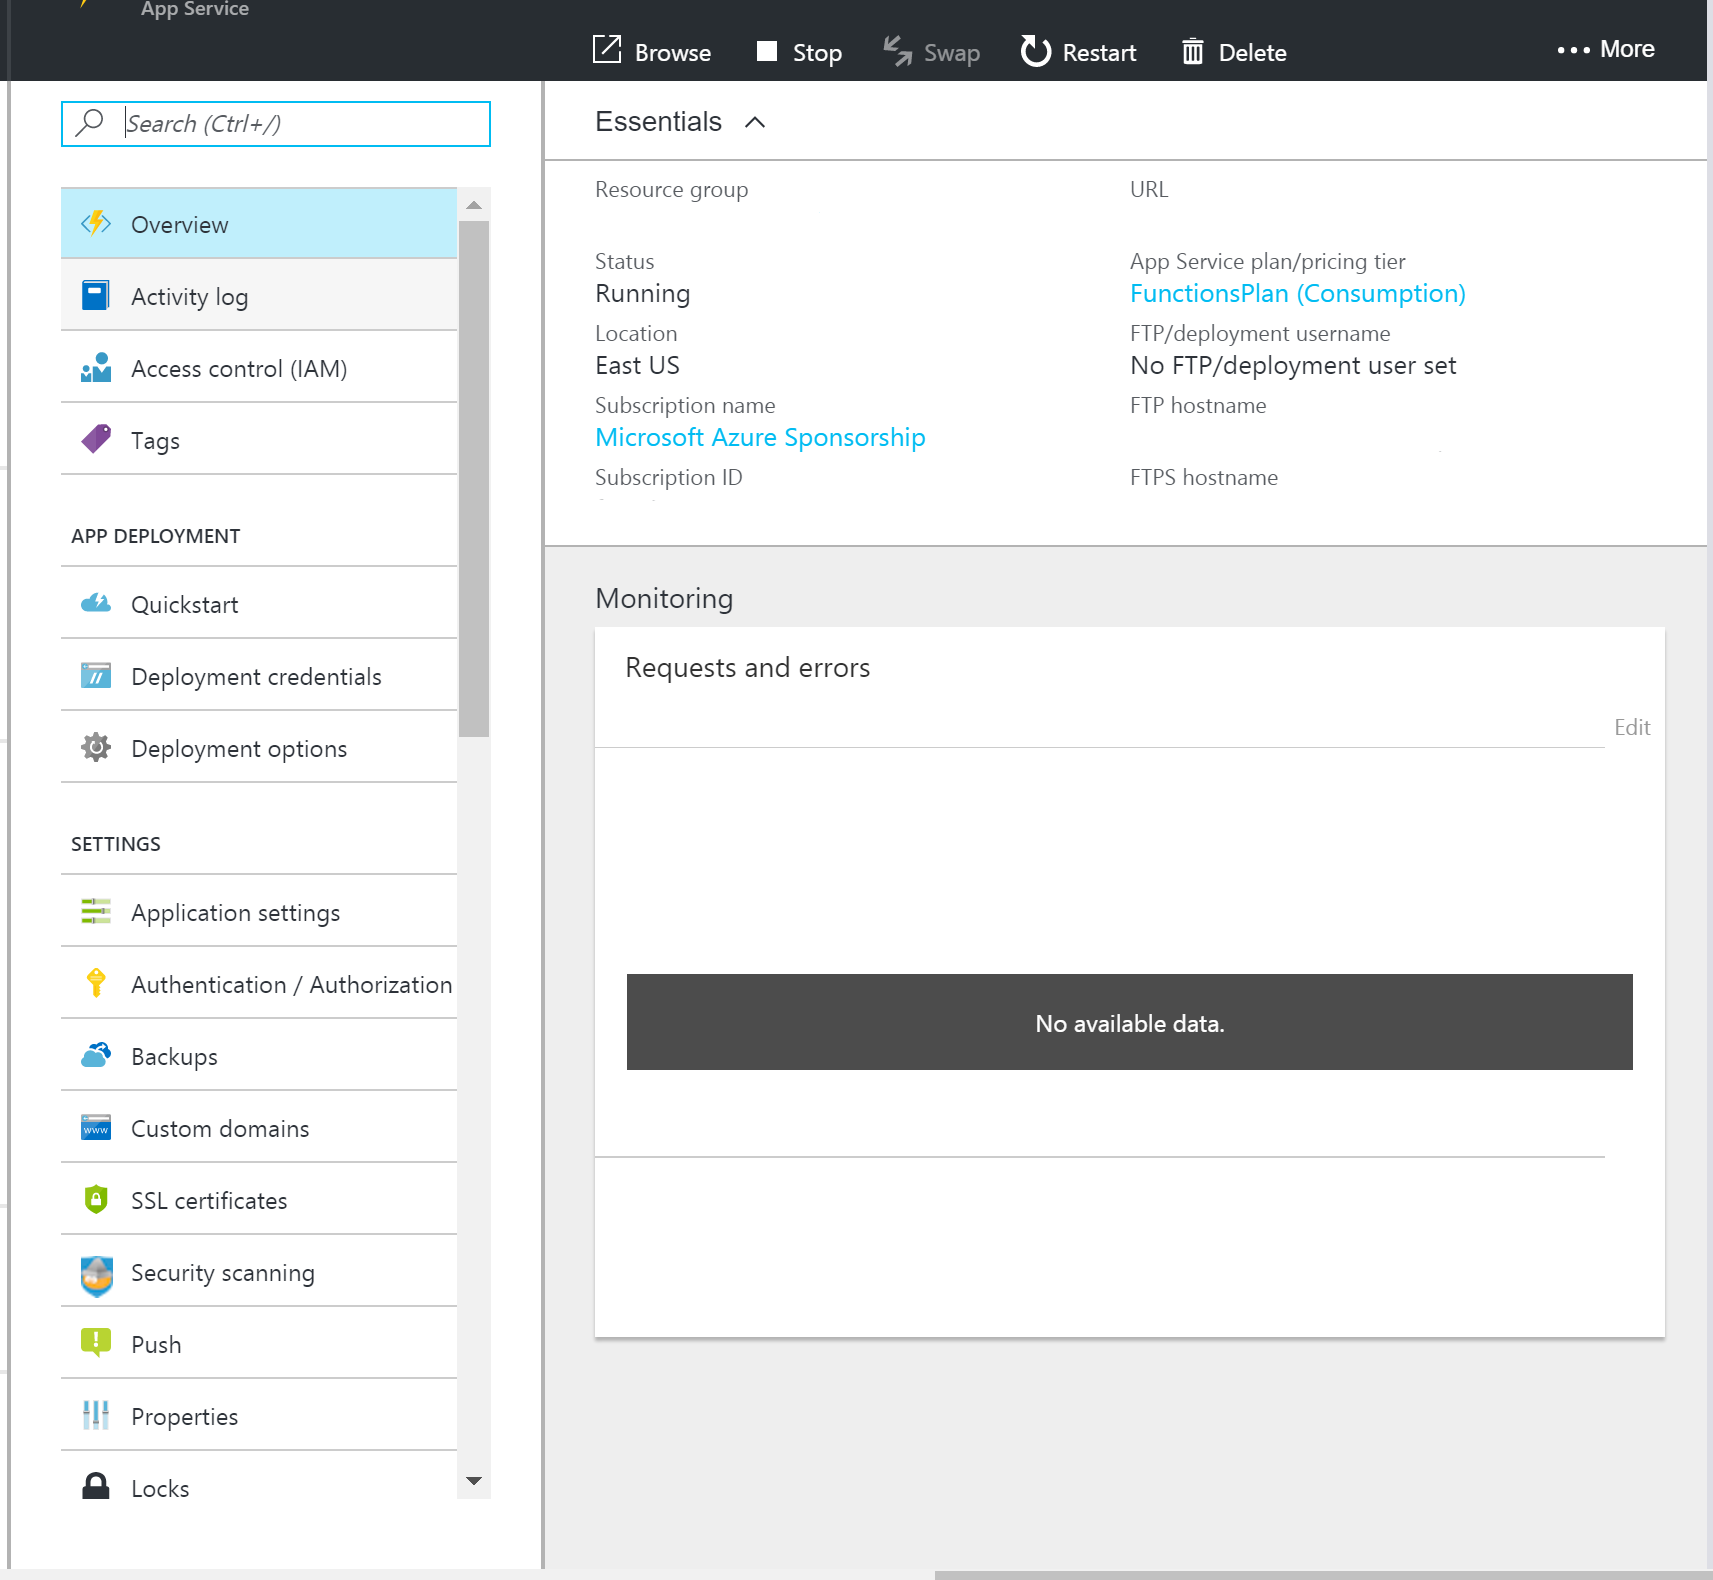 App Service
Browse
Stop
Swap
Restart
Delete
More
Search (Ctrl+/)
Overview
Activity log
Access control (IAM)
Tags
APP DEPLOYMENT
Quickstart
Deployment credentials
Deployment options
SETTINGS
Application settings
Authentication / Authorization
Backups
www
Custom domains
SSL certificates
Security scanning
Push
Properties
Locks
Essentials
Resource group
Status
Running
Location
East US
Subscription name
Microsoft Azure Sponsorship
Subscription ID
URL
App Service plan/pricing tier
FunctionsPlan (Consumption)
FTP/deployment username
No FTP/deployment user set
FTP hostname
FTPS hostname
Monitoring
Requests and errors
Edit
No available data.